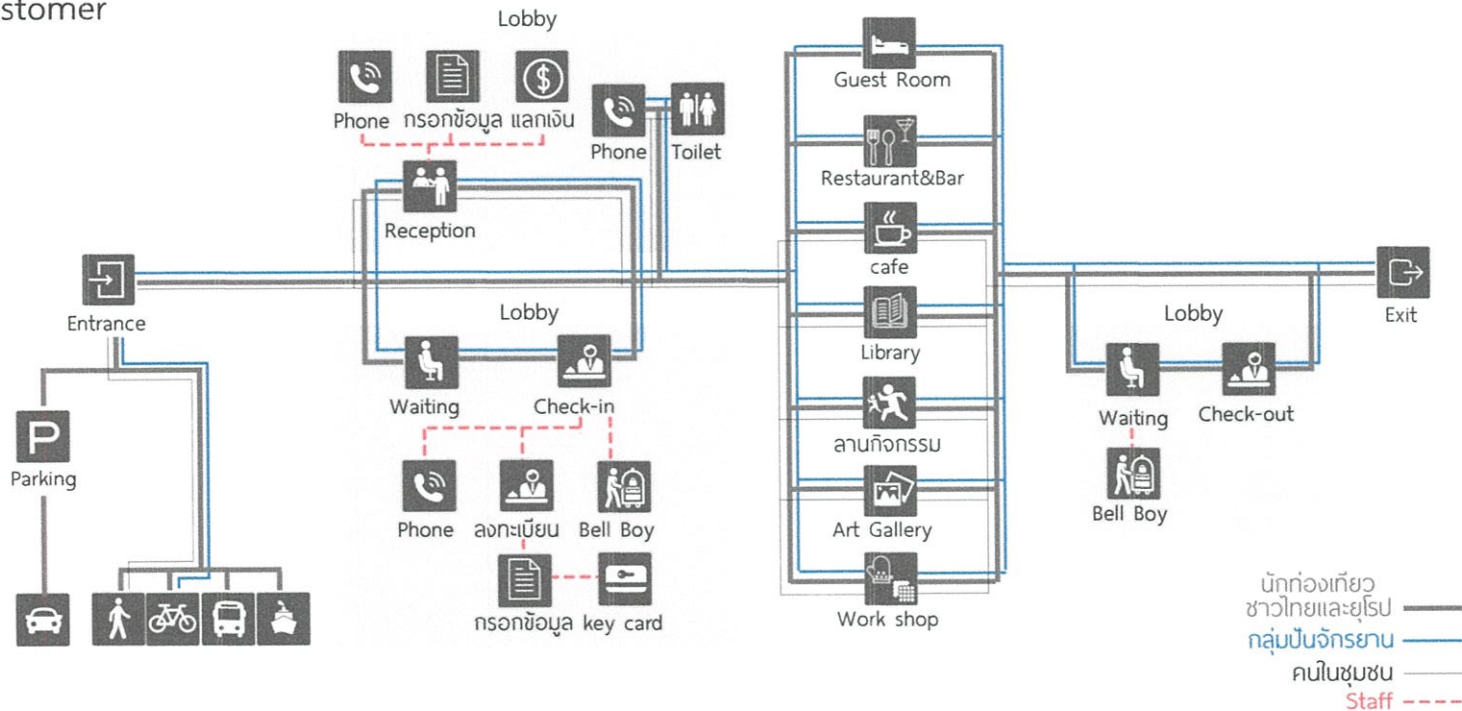 stomer
Lobby
Phone กรอกข้อมูล แลกเงิน
Phone Toilet
Reception
Entrance
Lobby
Waiting Check-in
Phone ลงทะเบียน Bell Boy
กรอกข้อมูล key card
P
Parking
Guest Room
Restaurant&Bar
cafe
Library
ลานกิจกรรม
Art Gallery
Work shop
Exit
Lobby
Waiting Check-out
Bell Boy
นักท่องเที่ยว
ชาวไทยและยุโรป
กลุ่มปั่นจักรยาน
คนในชุมชน
Staff